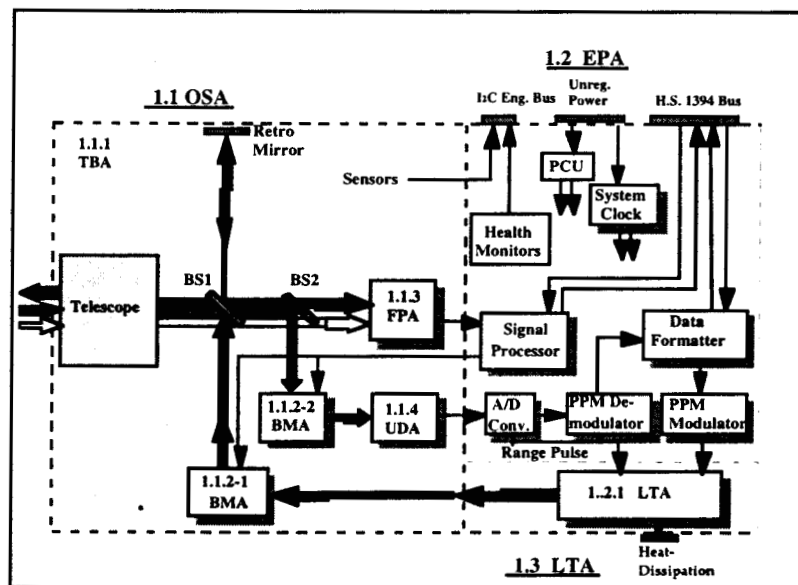 1.2 EPA
1.1 OSA
I2C Eng. Bus
Unreg.
Power
H.S. 1394 Bus
1.1.1
TBA
Retro
Mirror
Sensors
PCU
System
Clock
Health
Monitors
BS1
BS2
Telescope
1.1.3
FPA
Signal
Processor
Data
Formatter
1.1.2-2
BMA
1.1.4
UDA
A/D
Conv.
PPM De-
modulator
PPM
Modulator
Range Pulse
1.1.2-1
BMA
1..2.1 LTA
Heat-
Dissipation
1.3 LTA